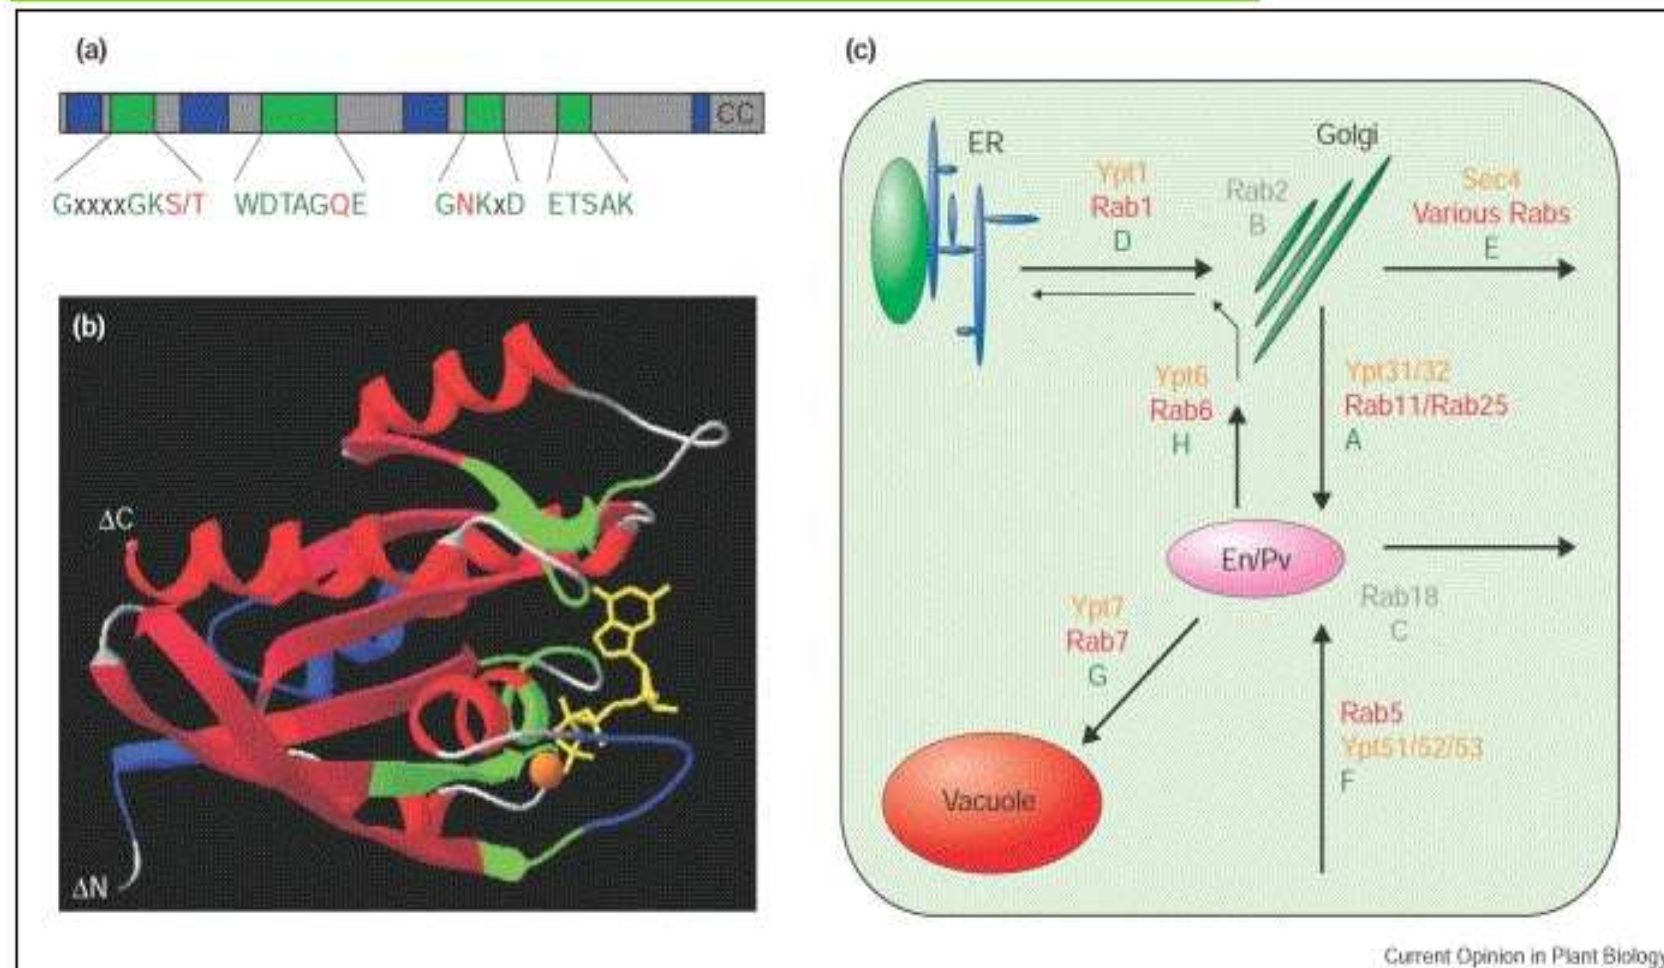 (a)
CC
GxxxxGKS/T WDTAGQE GNKxD ETSAK
(b)
ΔC
ΔN
(c)
ER
Golgi
Ypt1
Rab1
D
Rab2
B
Sec4
Various Rabs
E
Ypt6
Rab6
H
Ypt31/32
Rab11/Rab25
A
En/Pv
Rab18
C
Ypt7
Rab7
G
Rab5
Ypt51/52/53
F
Vacuole
Current Opinion in Plant Biology